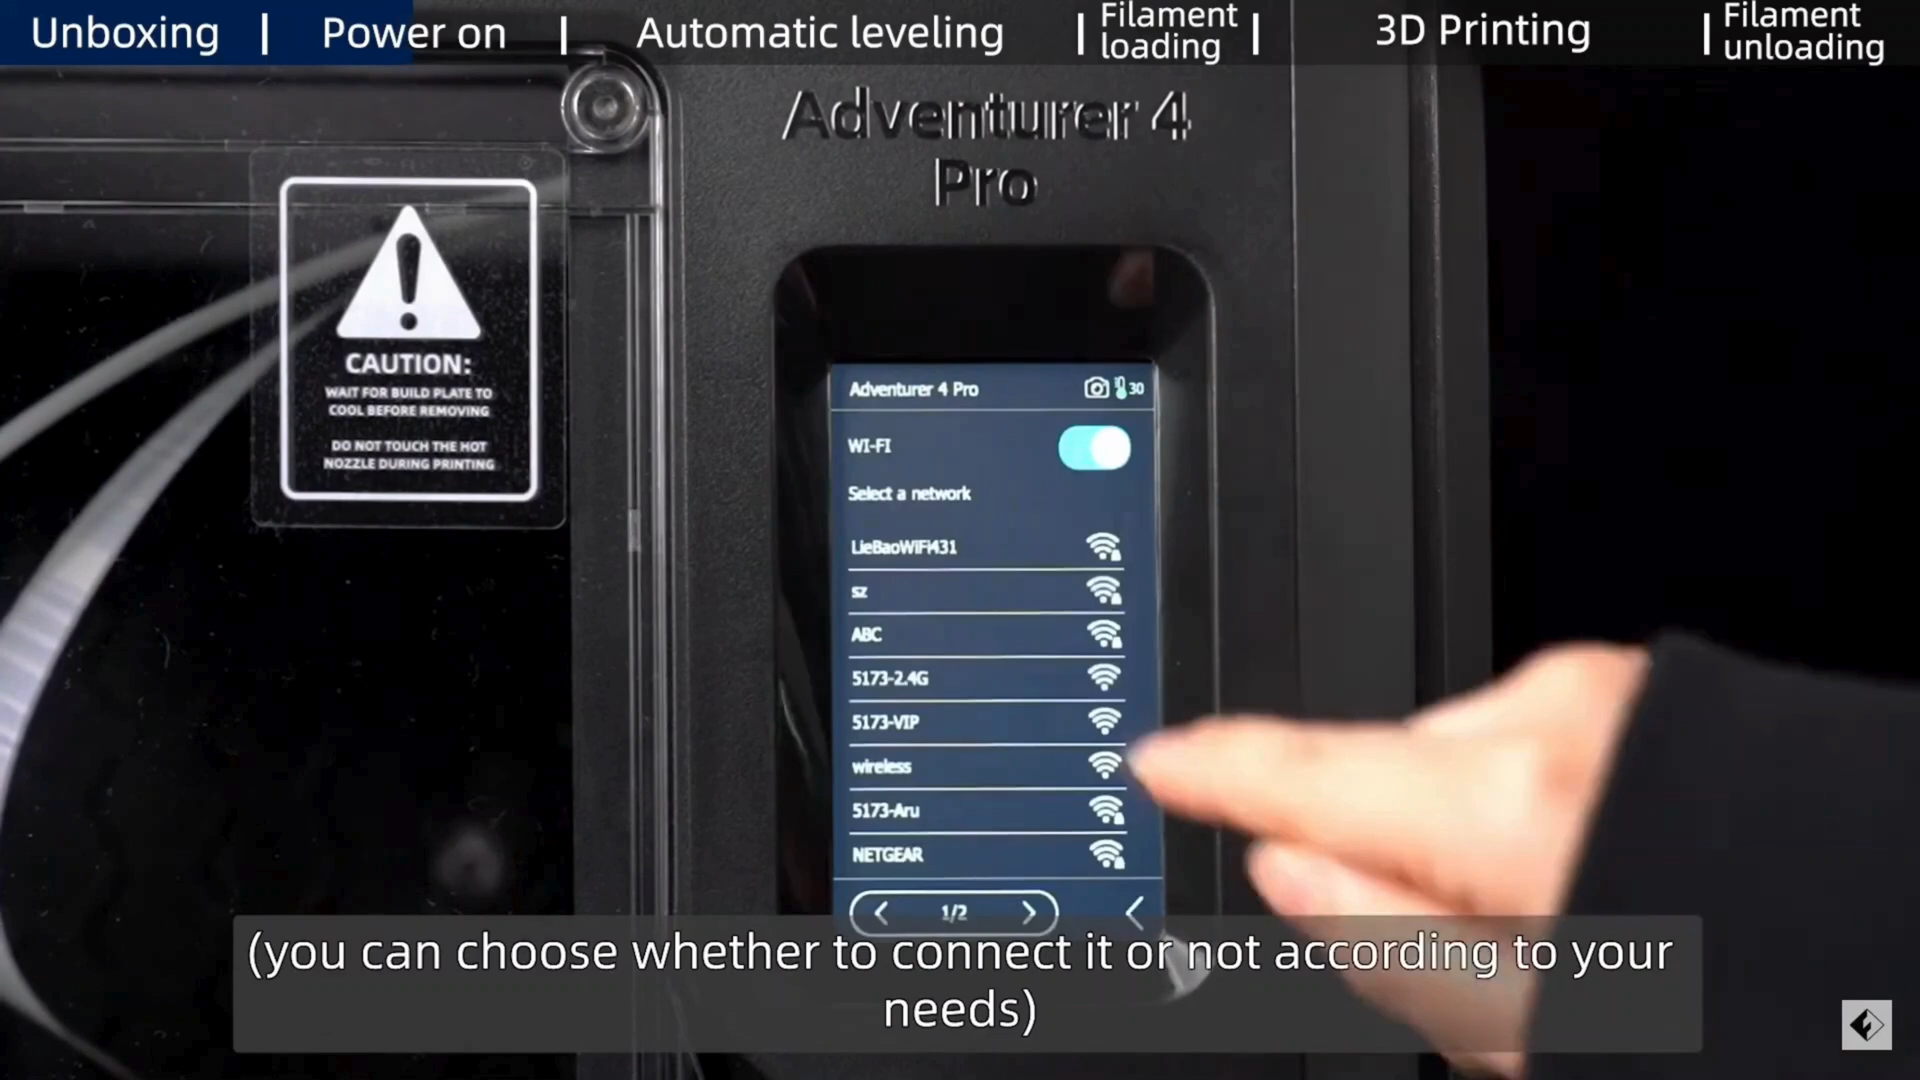 Unboxing | Power on | Automatic leveling | Filament loading | 3D Printing | Filament unloading
Adventurer 4
Pro
CAUTION:
WAIT FOR BUILD PLATE TO
COOL BEFORE REMOVING
DO NOT TOUCH THE HOT
NOZZLE DURING PRINTING
Adventurer 4 Pro 30
WI-FI
Select a network
LieBaoWiFi431
sz
ABC
5173-2.4G
5173-VIP
wireless
5173-Aru
NETGEAR
1/2
(you can choose whether to connect it or not according to your
needs)